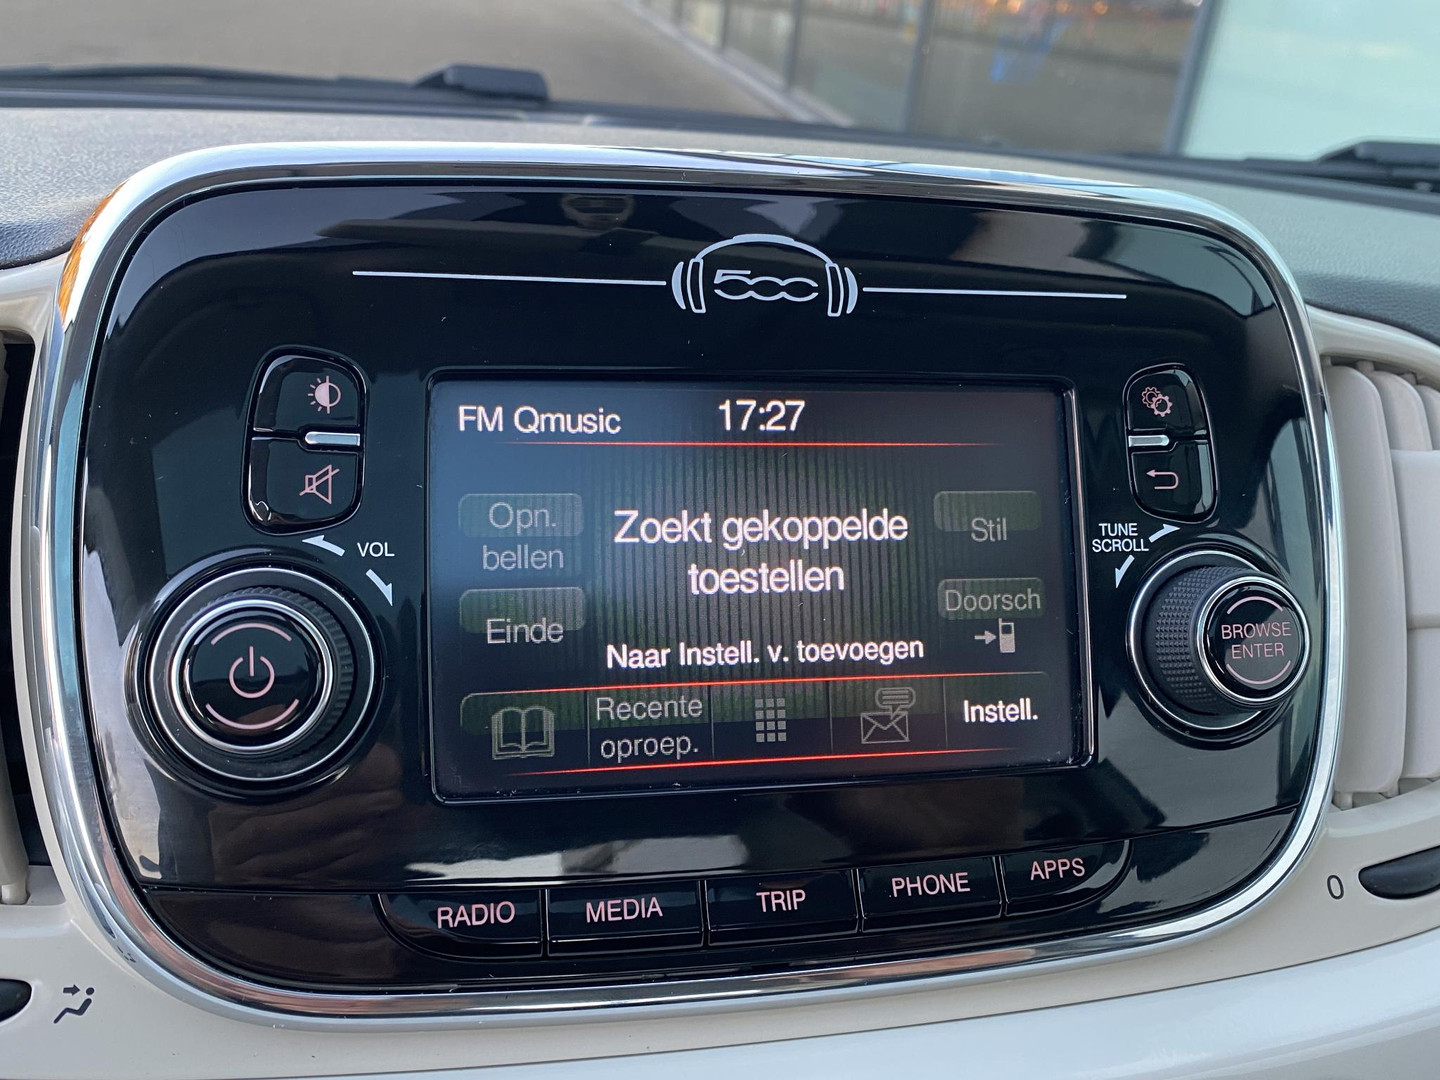 500
FM Qmusic 17:27
Opn.
bellen
Zoekt gekoppelde
toestellen
Stil
Einde
Doorsch
Naar Instell. v. toevoegen
Recente
oproep.
Instell.
VOL
TUNE
SCROLL
BROWSE
ENTER
RADIO
MEDIA
TRIP
PHONE
APPS
0